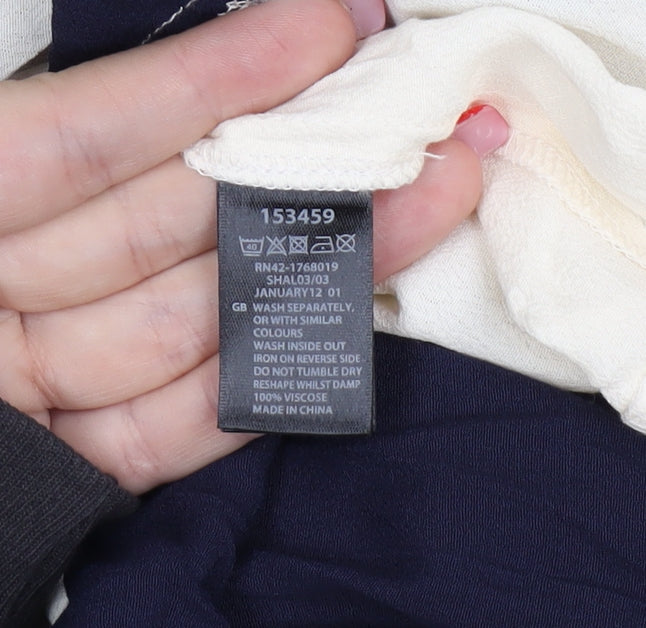 153459
40
RN42-1768019
SHAL03/03
JANUARY12 01
GB WASH SEPARATELY,
OR WITH SIMILAR
COLOURS
WASH INSIDE OUT
IRON ON REVERSE SIDE
DO NOT TUMBLE DRY
RESHAPE WHILST DAMP
100% VISCOSE
MADE IN CHINA